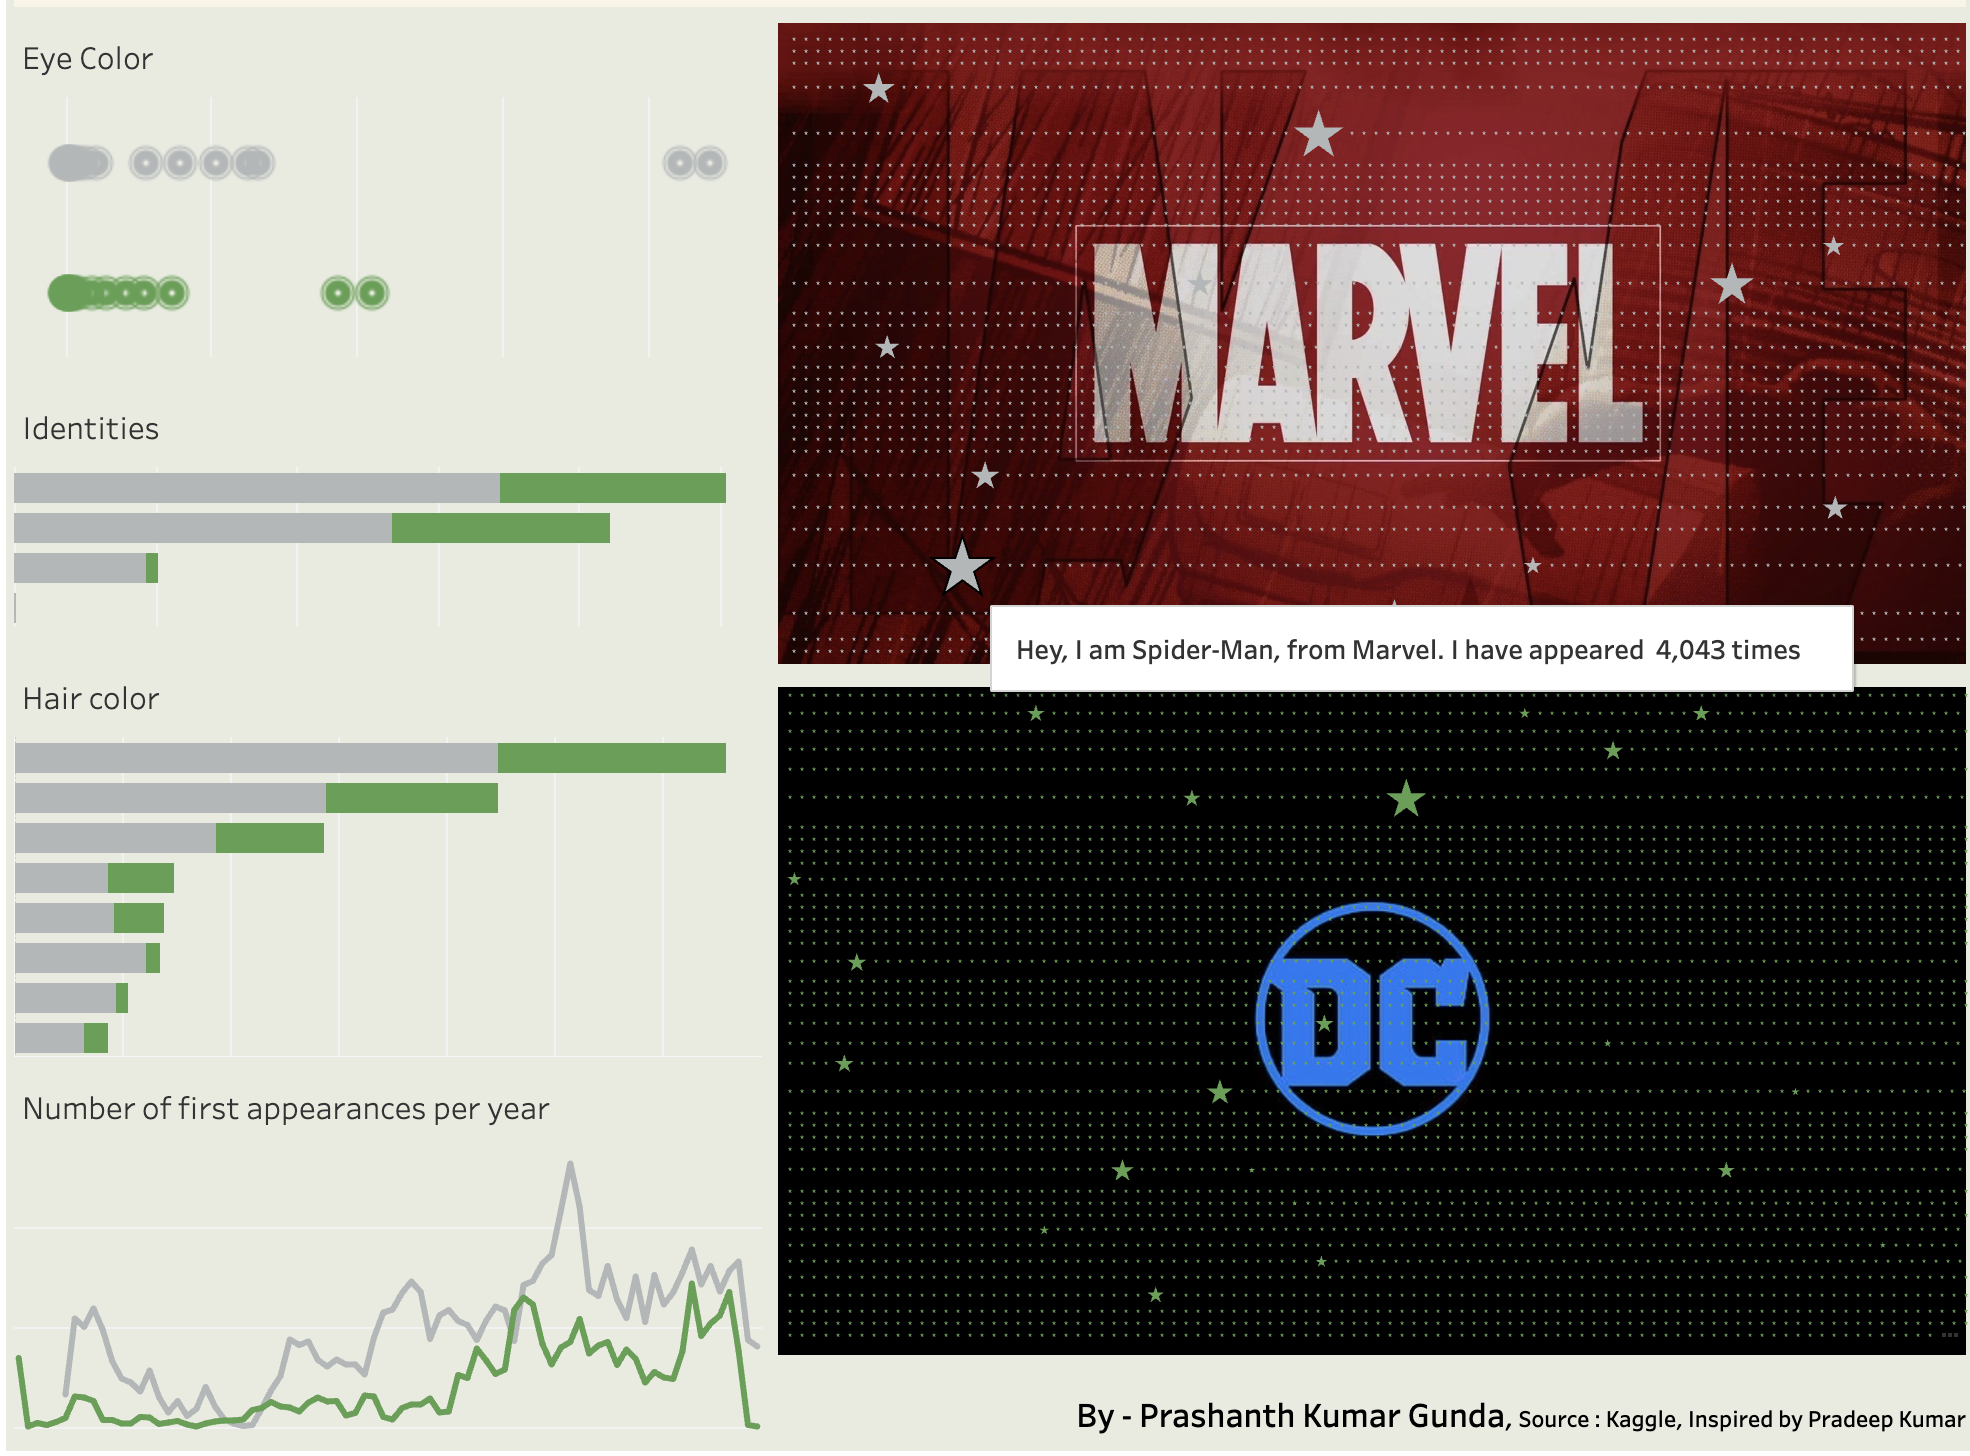 Eye Color
Identities
Hair color
Number of first appearances per year
MARVEL
Hey, I am Spider-Man, from Marvel. I have appeared 4,043 times
DC
By - Prashanth Kumar Gunda, Source : Kaggle, Inspired by Pradeep Kumar